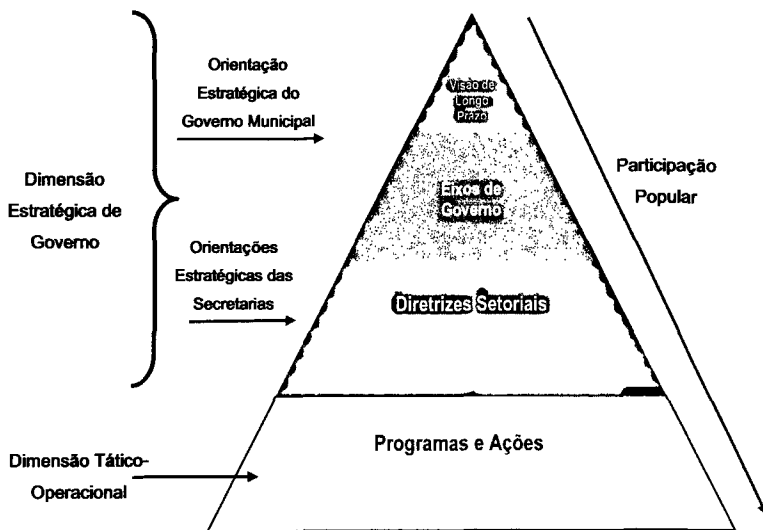 Orientação
Estratégica do
Governo Municipal
Visão de
Longo
Prazo
Participação
Popular
Dimensão
Estratégica de
Governo
Eixos de
Governo
Orientações
Estratégicas das
Secretarias
Diretrizes Setoriais
Programas e Ações
Dimensão Tático-
Operacional